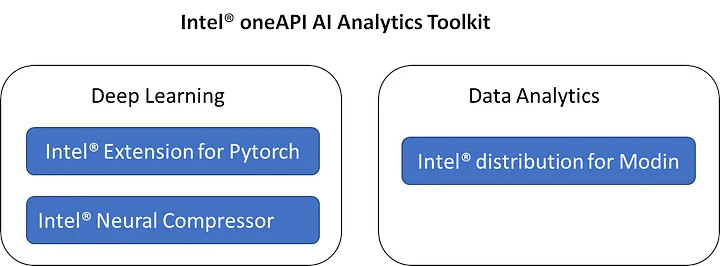 Intel® oneAPI AI Analytics Toolkit
Deep Learning
Intel® Extension for Pytorch
Intel® Neural Compressor
Data Analytics
Intel® distribution for Modin